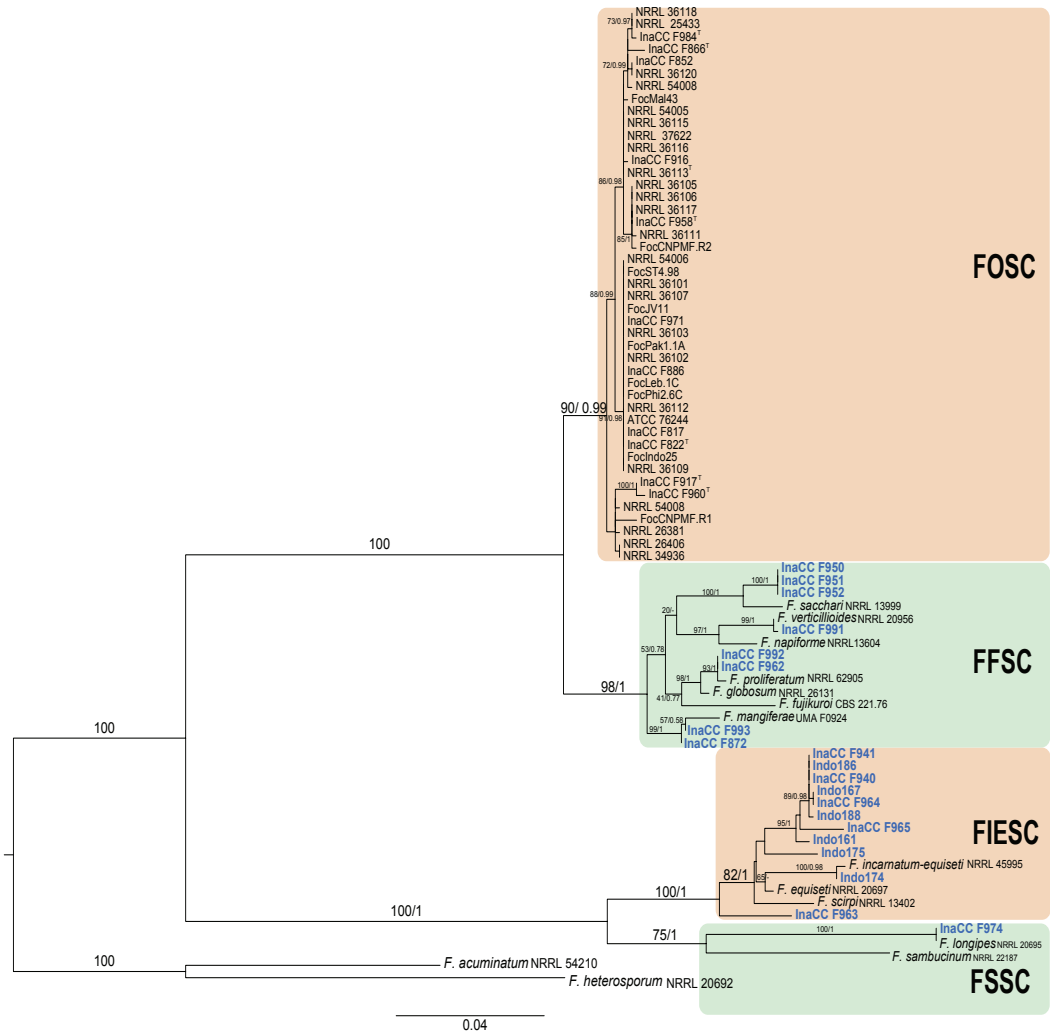 NRRL 36118
73/0.97
NRRL 25433
InaCC F984ᵀ
InaCC F866ᵀ
72/0.99
InaCC F852
NRRL 36120
NRRL 54008
FocMal43
NRRL 54005
NRRL 36115
NRRL 37622
NRRL 36116
InaCC F916
NRRL 36113ᵀ
86/0.98
NRRL 36105
NRRL 36106
NRRL 36117
InaCC F958ᵀ
85/1
NRRL 36111
FocCNPMF.R2
NRRL 54006
FOSC
FocST4.98
NRRL 36101
88/0.99
NRRL 36107
FocJV11
InaCC F971
NRRL 36103
FocPak1.1A
NRRL 36102
InaCC F886
FocLeb.1C
FocPhi2.6C
90/ 0.99
NRRL 36112
91/0.98
ATCC 76244
InaCC F817
InaCC F822ᵀ
FocIndo25
NRRL 36109
100/1
InaCC F917ᵀ
InaCC F960ᵀ
NRRL 54008
FocCNPMF.R1
NRRL 26381
100
NRRL 26406
NRRL 34936
InaCC F950
100/1
InaCC F951
100/1
InaCC F952
F. sacchari NRRL 13999
20/-
F. verticillioides NRRL 20956
99/1
InaCC F991
97/1
F. napiforme NRRL13604
53/0.78
InaCC F992
FFSC
InaCC F962
93/1
98/1
F. proliferatum NRRL 62905
98/1
F. globosum NRRL 26131
41/0.77
F. fujikuroi CBS 221.76
57/0.58
F. mangiferae UMA F0924
99/1
InaCC F993
100
InaCC F872
InaCC F941
Indo186
InaCC F940
Indo167
89/0.98
InaCC F964
Indo188
95/1
InaCC F965
FIESC
Indo161
Indo175
100/0.98
F. incarnatum-equiseti NRRL 45995
82/1
65/-
Indo174
F. equiseti NRRL 20697
100/1
F. scirpi NRRL 13402
100/1
InaCC F963
100/1
InaCC F974
75/1
F. longipes NRRL 20695
F. sambucinum NRRL 22187
100
F. acuminatum NRRL 54210
FSSC
F. heterosporum NRRL 20692
0.04